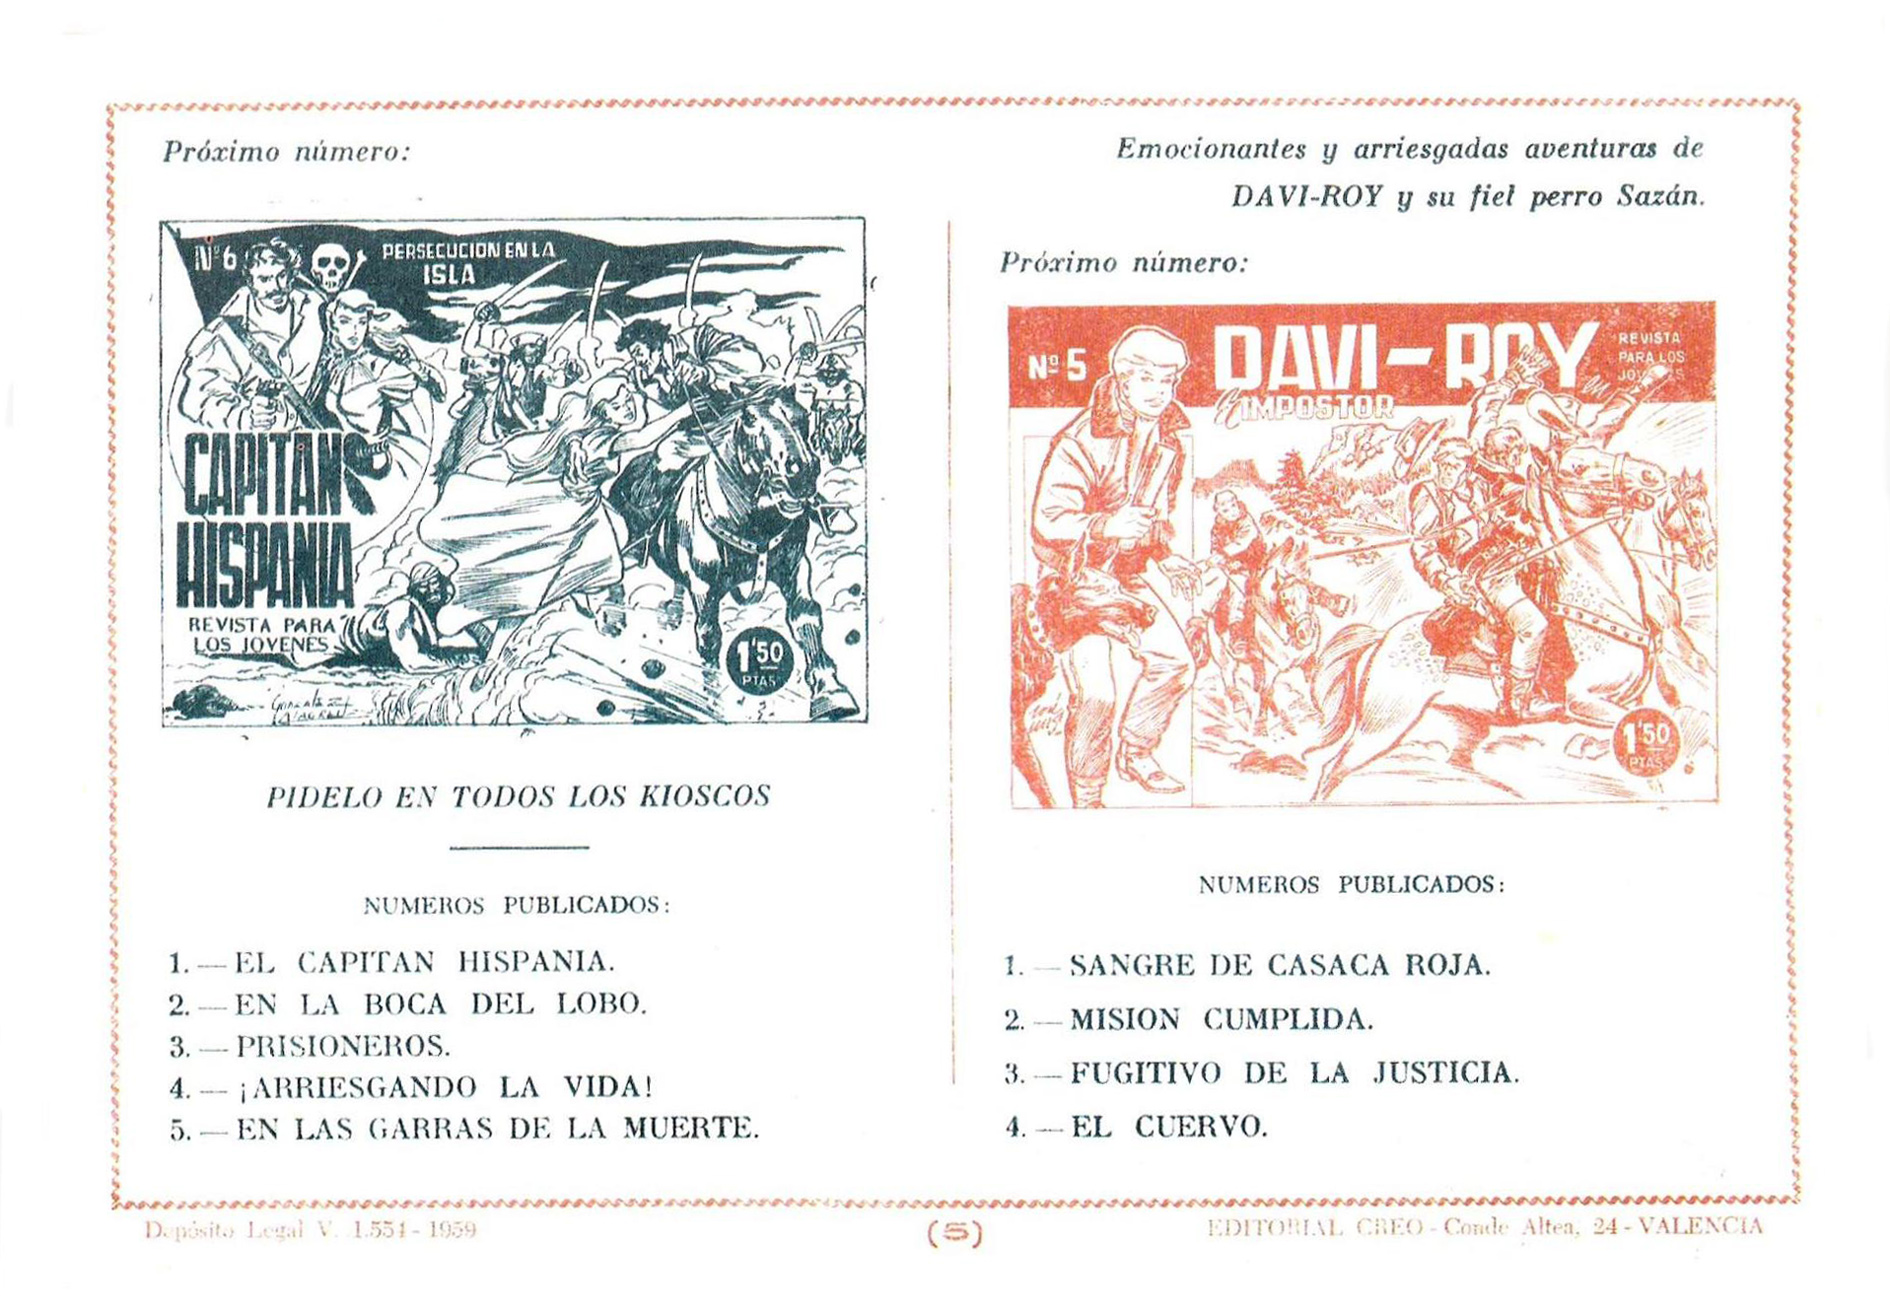 Próximo número:
Nº 6
PERSECUCION EN LA
ISLA
CAPITAN
HISPANIA
REVISTA PARA
LOS JOVENES
1'50
PTAS
PIDELO EN TODOS LOS KIOSCOS
NUMEROS PUBLICADOS:
1.—EL CAPITAN HISPANIA.
2.—EN LA BOCA DEL LOBO.
3.—PRISIONEROS.
4.—¡ARRIESGANDO LA VIDA!
5.—EN LAS GARRAS DE LA MUERTE.
Emocionantes y arriesgadas aventuras de
DAVI-ROY y su fiel perro Sazán.
Próximo número:
Nº 5
DAVI-ROY
REVISTA
PARA LOS
JOVENES
El IMPOSTOR
1'50
PTAS
NUMEROS PUBLICADOS:
1.—SANGRE DE CASACA ROJA.
2.—MISION CUMPLIDA.
3.—FUGITIVO DE LA JUSTICIA.
4.—EL CUERVO.
Depósito Legal V. 1.554-1959
(5)
EDITORIAL CREO-Conde Altea, 24-VALENCIA